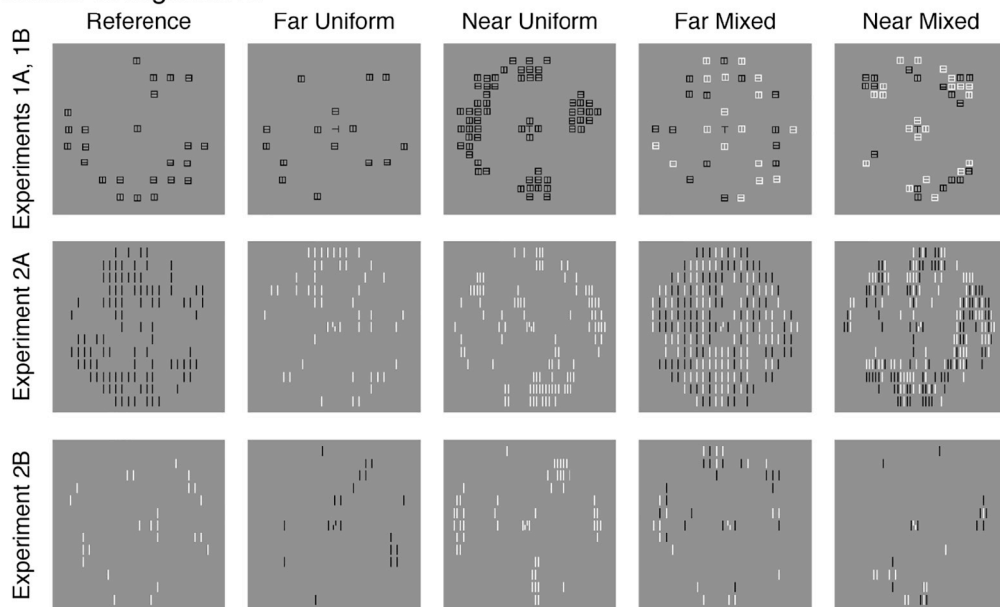 Reference Far Uniform Near Uniform Far Mixed Near Mixed
Experiments 1A, 1B
Experiment 2A
Experiment 2B